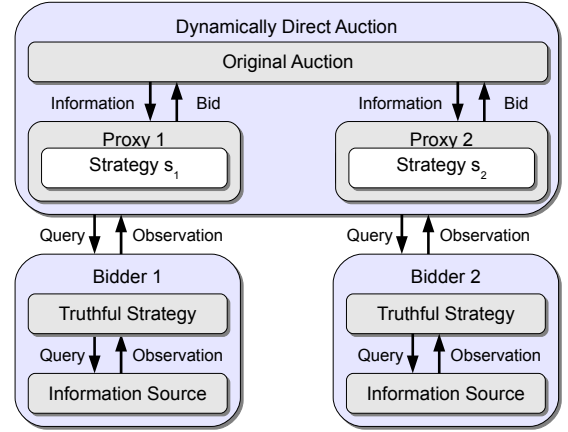 Dynamically Direct Auction
Original Auction
Information Bid Information Bid
Proxy 1 Proxy 2
Strategy s₁ Strategy s₂
Query Observation Query Observation
Bidder 1 Bidder 2
Truthful Strategy Truthful Strategy
Query Observation Query Observation
Information Source Information Source